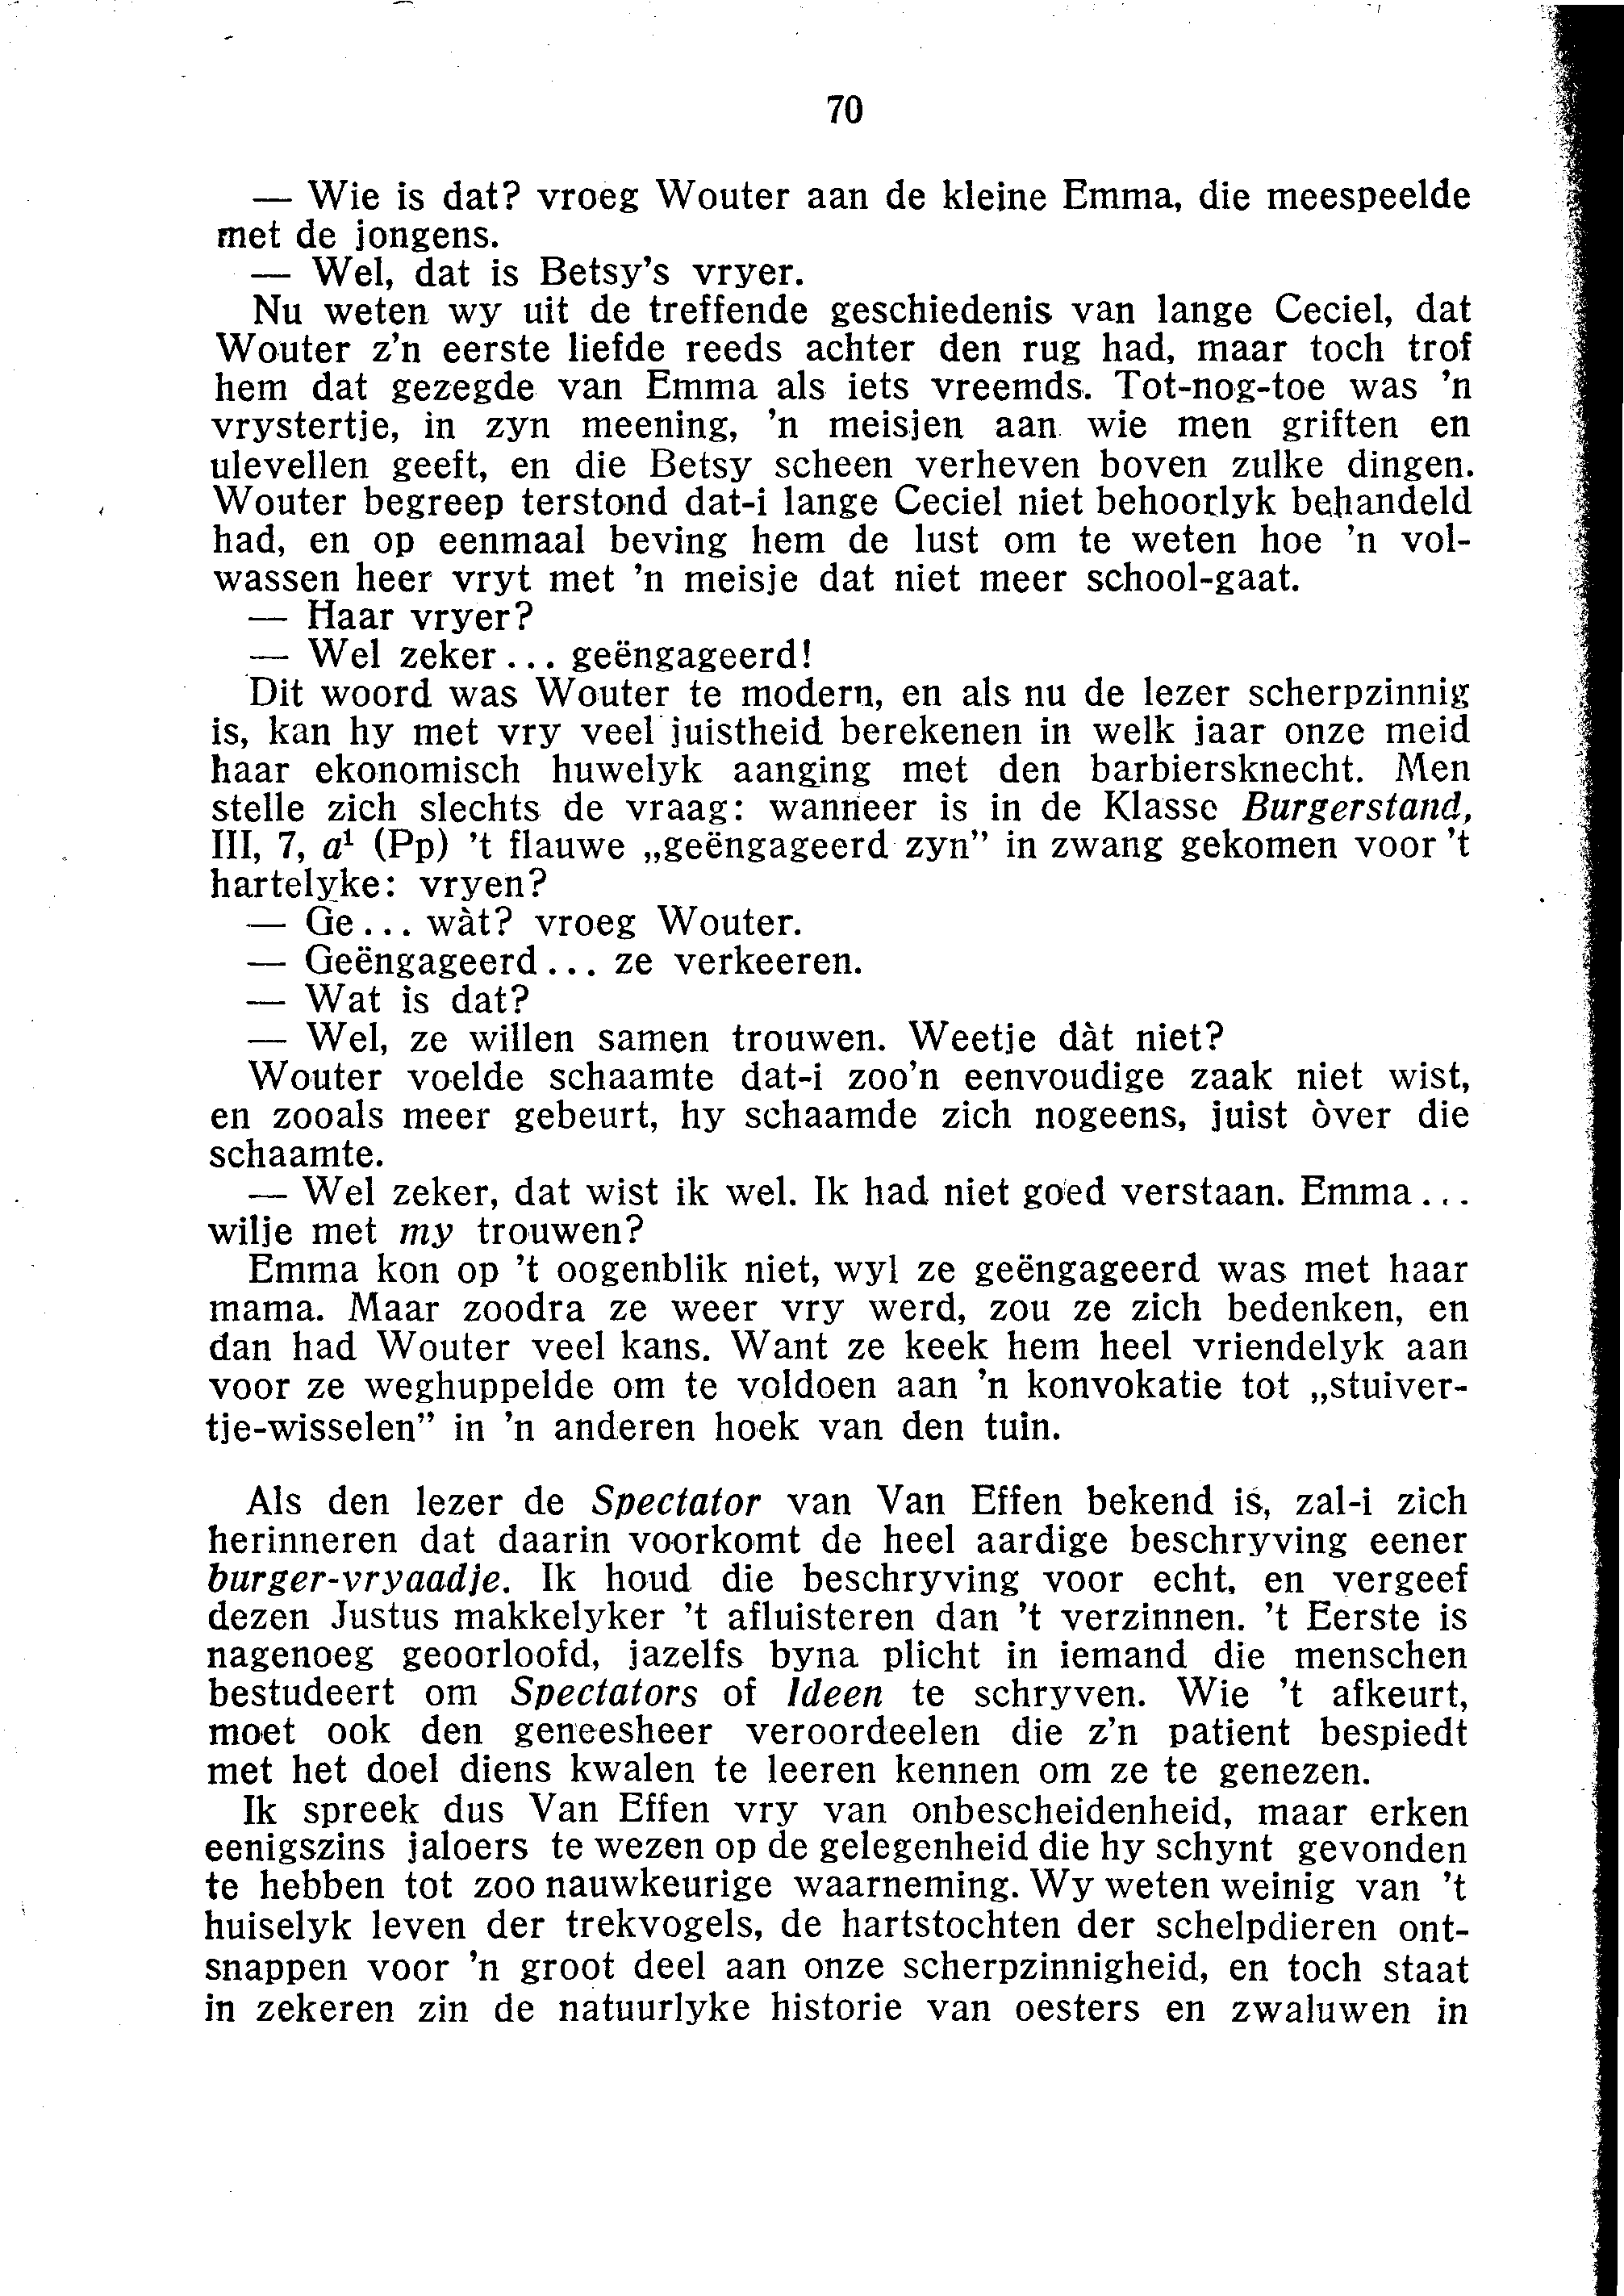 70
— Wie is dat? vroeg Wouter aan de kleine Emma, die meespeelde
met de jongens.
— Wel, dat is Betsy's vryer.
Nu weten wy uit de treffende geschiedenis van lange Ceciel, dat
Wouter z'n eerste liefde reeds achter den rug had, maar toch trof
hem dat gezegde van Emma als iets vreemds. Tot-nog-toe was 'n
vrystertje, in zyn meening, 'n meisjen aan wie men griften en
ulevellen geeft, en die Betsy scheen verheven boven zulke dingen.
Wouter begreep terstond dat-i lange Ceciel niet behoorlyk behandeld
had, en op eenmaal beving hem de lust om te weten hoe 'n vol-
wassen heer vryt met 'n meisje dat niet meer school-gaat.
— Haar vryer?
— Wel zeker... geëngageerd!
Dit woord was Wouter te modern, en als nu de lezer scherpzinnig
is, kan hy met vry veel juistheid berekenen in welk jaar onze meid
haar ekonomisch huwelyk aanging met den barbiersknecht. Men
stelle zich slechts de vraag: wanneer is in de Klasse Burgerstand,
III, 7, a¹ (Pp) 't flauwe „geëngageerd zyn” in zwang gekomen voor 't
hartelyke: vryen?
— Ge... wàt? vroeg Wouter.
— Geëngageerd... ze verkeeren.
— Wat is dat?
— Wel, ze willen samen trouwen. Weetje dàt niet?
Wouter voelde schaamte dat-i zoo'n eenvoudige zaak niet wist,
en zooals meer gebeurt, hy schaamde zich nogeens, juist òver die
schaamte.
— Wel zeker, dat wist ik wel. Ik had niet goed verstaan. Emma...
wilje met my trouwen?
Emma kon op 't oogenblik niet, wyl ze geëngageerd was met haar
mama. Maar zoodra ze weer vry werd, zou ze zich bedenken, en
dan had Wouter veel kans. Want ze keek hem heel vriendelyk aan
voor ze weghuppelde om te voldoen aan 'n konvokatie tot „stuiver-
tje-wisselen” in 'n anderen hoek van den tuin.
Als den lezer de Spectator van Van Effen bekend is, zal-i zich
herinneren dat daarin voorkomt de heel aardige beschryving eener
burger-vryaadje. Ik houd die beschryving voor echt, en vergeef
dezen Justus makkelyker 't afluisteren dan 't verzinnen. 't Eerste is
nagenoeg geoorloofd, jazelfs byna plicht in iemand die menschen
bestudeert om Spectators of Ideen te schryven. Wie 't afkeurt,
moet ook den geneesheer veroordeelen die z'n patient bespiedt
met het doel diens kwalen te leeren kennen om ze te genezen.
Ik spreek dus Van Effen vry van onbescheidenheid, maar erken
eenigszins jaloers te wezen op de gelegenheid die hy schynt gevonden
te hebben tot zoo nauwkeurige waarneming. Wy weten weinig van 't
huiselyk leven der trekvogels, de hartstochten der schelpdieren ont-
snappen voor 'n groot deel aan onze scherpzinnigheid, en toch staat
in zekeren zin de natuurlyke historie van oesters en zwaluwen in